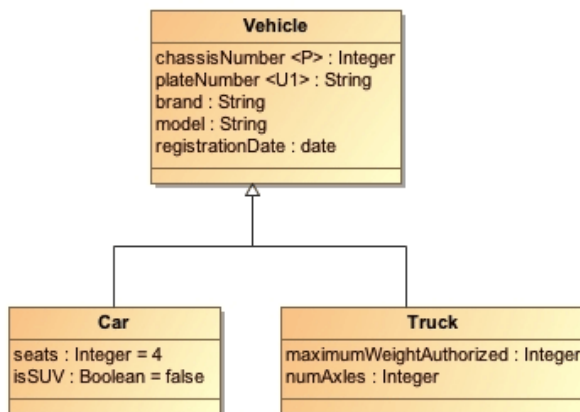 Vehicle
chassisNumber <P> : Integer
plateNumber <U1> : String
brand : String
model : String
registrationDate : date
Car
seats : Integer = 4
isSUV : Boolean = false
Truck
maximumWeightAuthorized : Integer
numAxles : Integer